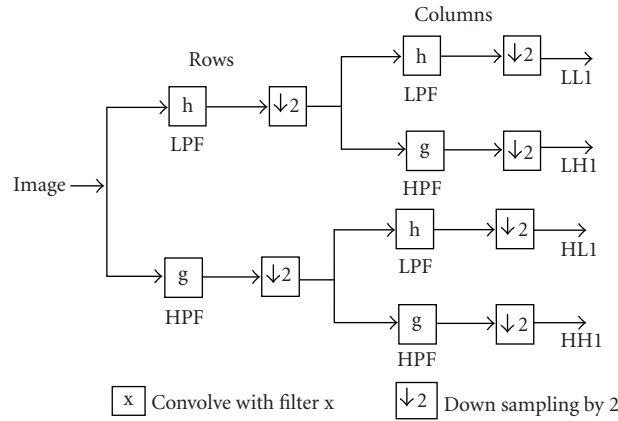 Columns
Rows
h
↓2
LL1
LPF
h
↓2
LPF
g
↓2
LH1
HPF
Image
h
↓2
HL1
LPF
g
↓2
HPF
g
↓2
HH1
HPF
x Convolve with filter x
↓2 Down sampling by 2